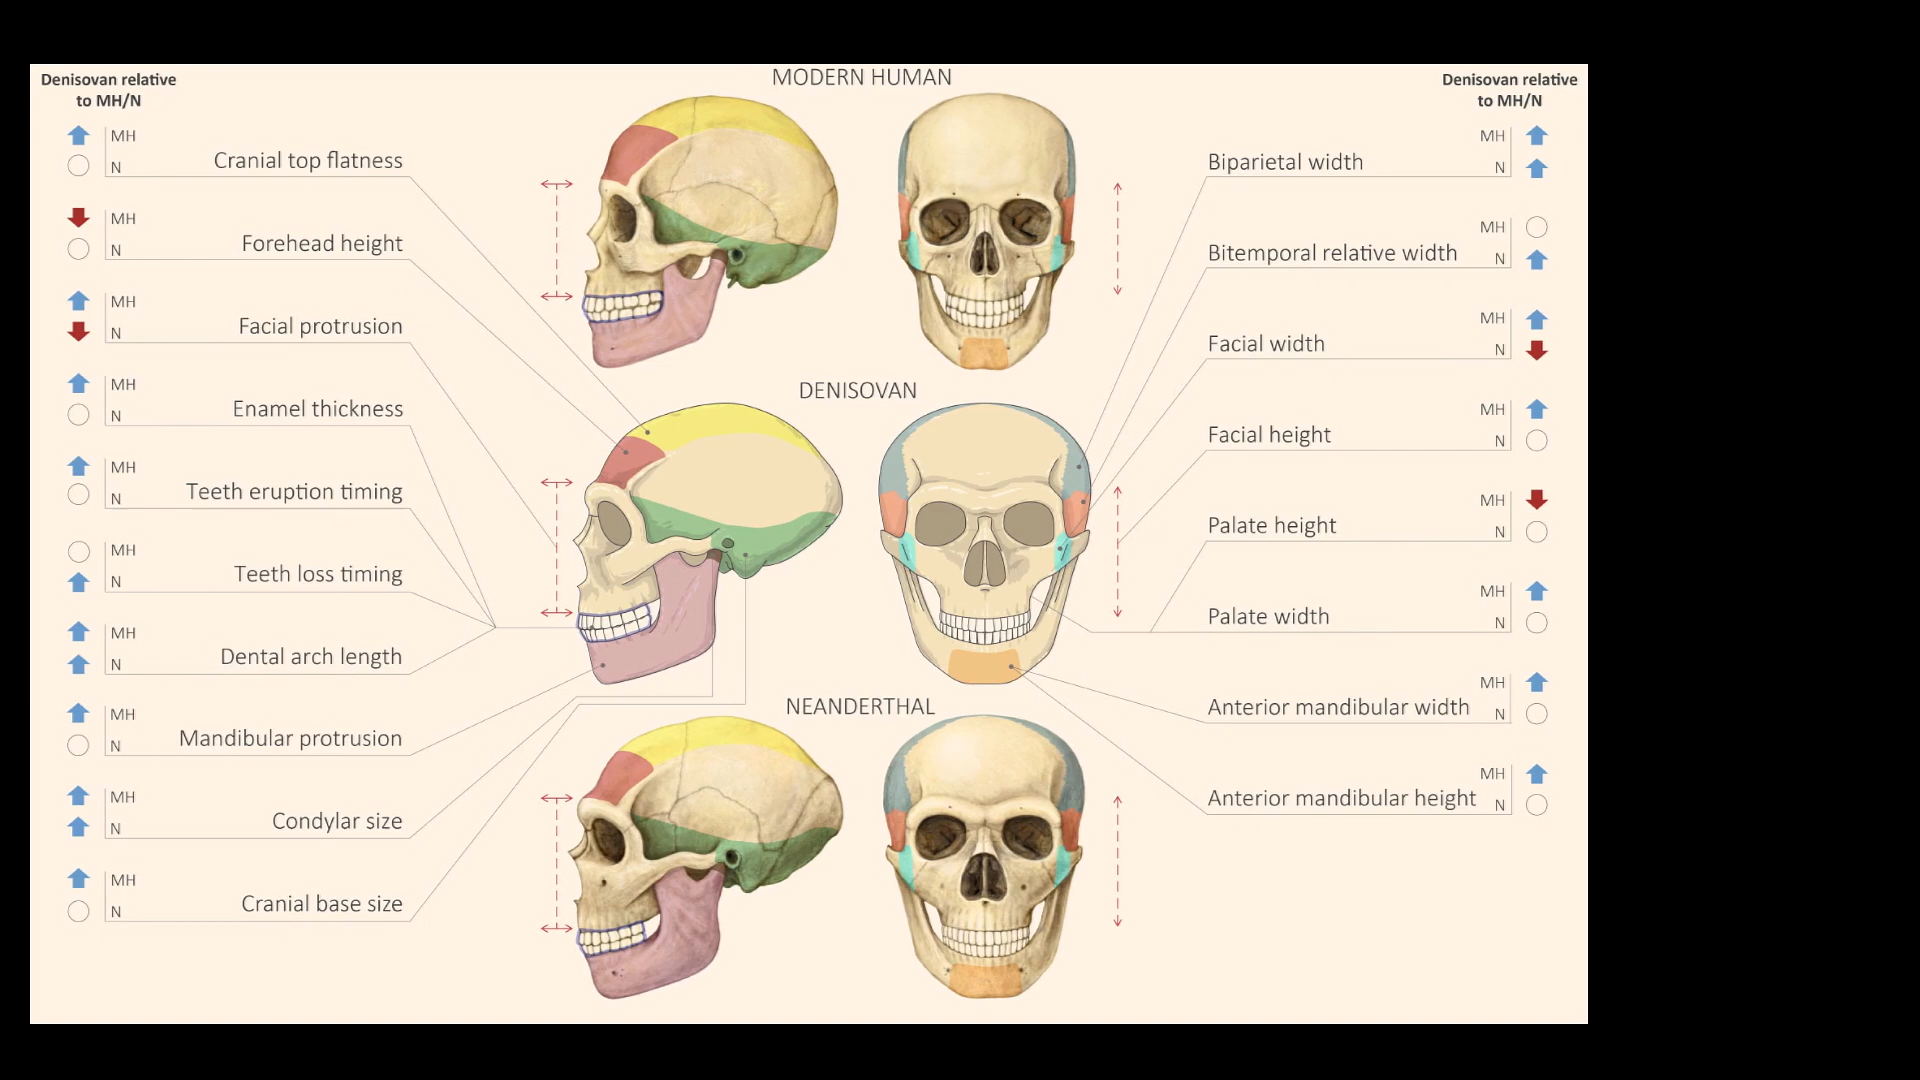 Denisovan relative
to MH/N
MH
N
Cranial top flatness
MH
N
Forehead height
MH
N
Facial protrusion
MH
N
Enamel thickness
MH
N
Teeth eruption timing
MH
N
Teeth loss timing
MH
N
Dental arch length
MH
N
Mandibular protrusion
MH
N
Condylar size
MH
N
Cranial base size
MODERN HUMAN
DENISOVAN
NEANDERTHAL
Denisovan relative
to MH/N
MH
Biparietal width
N
MH
Bitemporal relative width
N
MH
Facial width
N
MH
Facial height
N
MH
Palate height
N
MH
Palate width
N
MH
Anterior mandibular width
N
MH
Anterior mandibular height
N